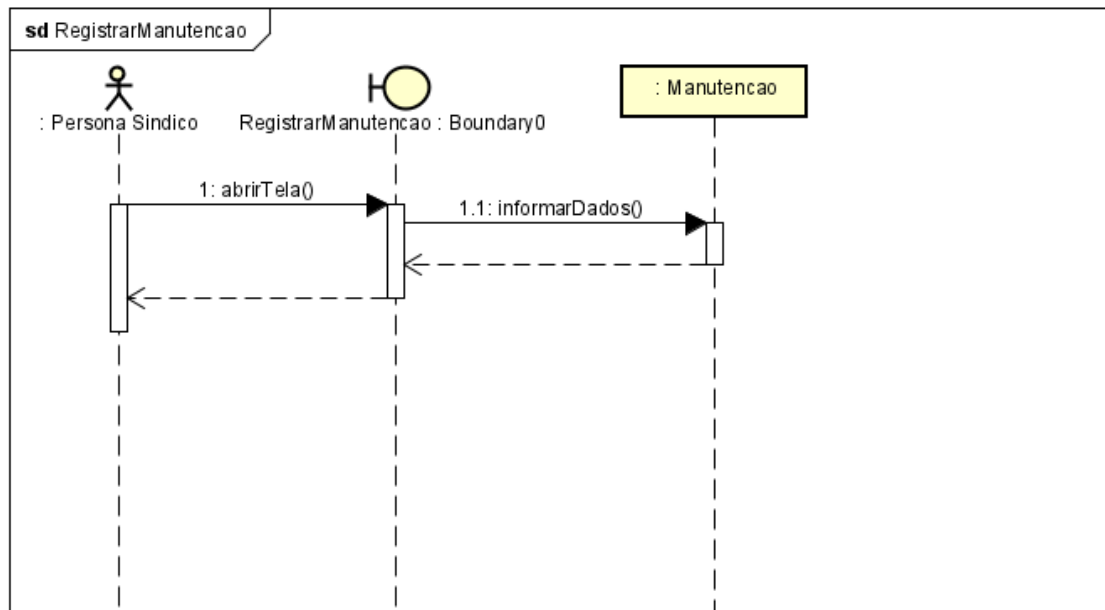 sd RegistrarManutencao
: Persona Sindico
RegistrarManutencao : Boundary0
: Manutencao
1: abrirTela()
1.1: informarDados()